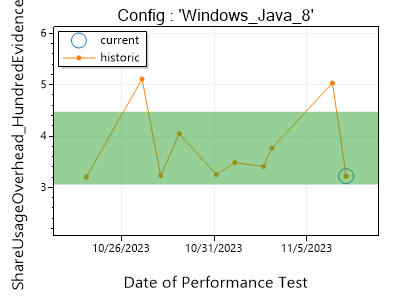 Config : 'Windows_Java_8'
current
historic
6
5
4
3
ShareUsageOverhead_HundredEvidence
10/26/2023
10/31/2023
11/5/2023
Date of Performance Test